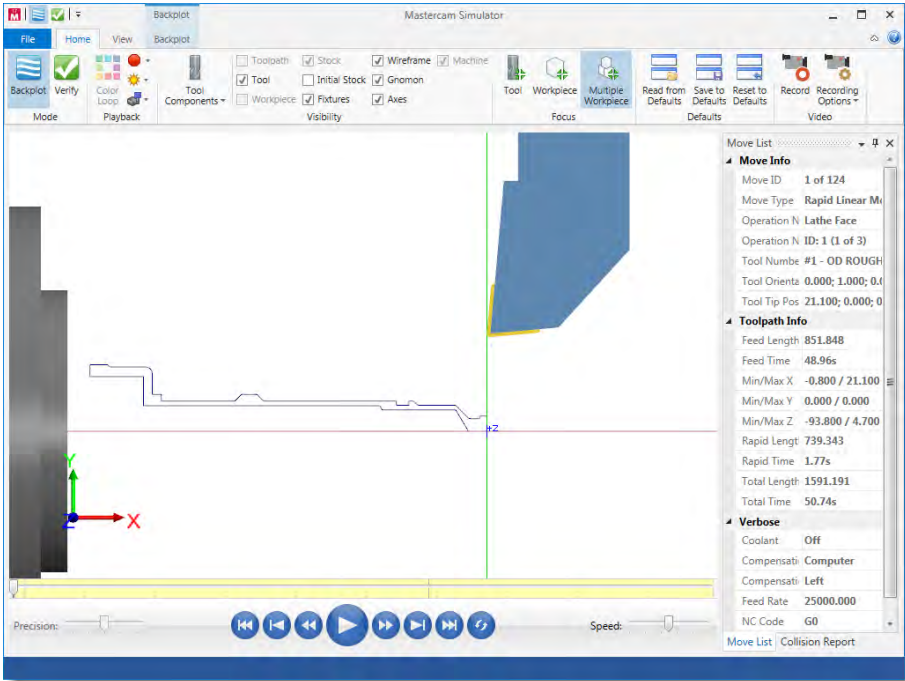 Backplot
Mastercam Simulator
File
Home
View
Backplot
Backplot
Verify
Color Loop
Tool Components
Toolpath
Stock
Wireframe
Machine
Tool
Initial Stock
Gnomon
Workpiece
Fixtures
Axes
Tool
Workpiece
Multiple Workpiece
Read from Defaults
Save to Defaults
Reset to Defaults
Record
Recording Options
Mode
Playback
Visibility
Focus
Defaults
Video
Move List
Move Info
Move ID 1 of 124
Move Type Rapid Linear M
Operation N Lathe Face
Operation N ID: 1 (1 of 3)
Tool Numbe #1 - OD ROUGH
Tool Orienta 0.000; 1.000; 0.
Tool Tip Pos 21.100; 0.000; 0
Toolpath Info
Feed Length 851.848
Feed Time 48.96s
Min/Max X -0.800 / 21.100
Min/Max Y 0.000 / 0.000
Min/Max Z -93.800 / 4.700
Rapid Lengt 739.343
Rapid Time 1.77s
Total Length 1591.191
Total Time 50.74s
Verbose
Coolant Off
Compensati Computer
Compensati Left
Feed Rate 25000.000
NC Code G0
+Z
Y
Z
X
Precision:
Speed:
Move List
Collision Report